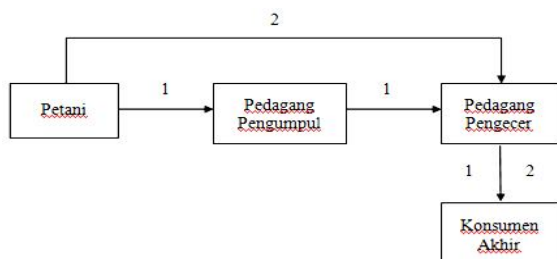 2
Petani
1
Pedagang
Pengumpul
1
Pedagang
Pengecer
1
2
Konsumen
Akhir